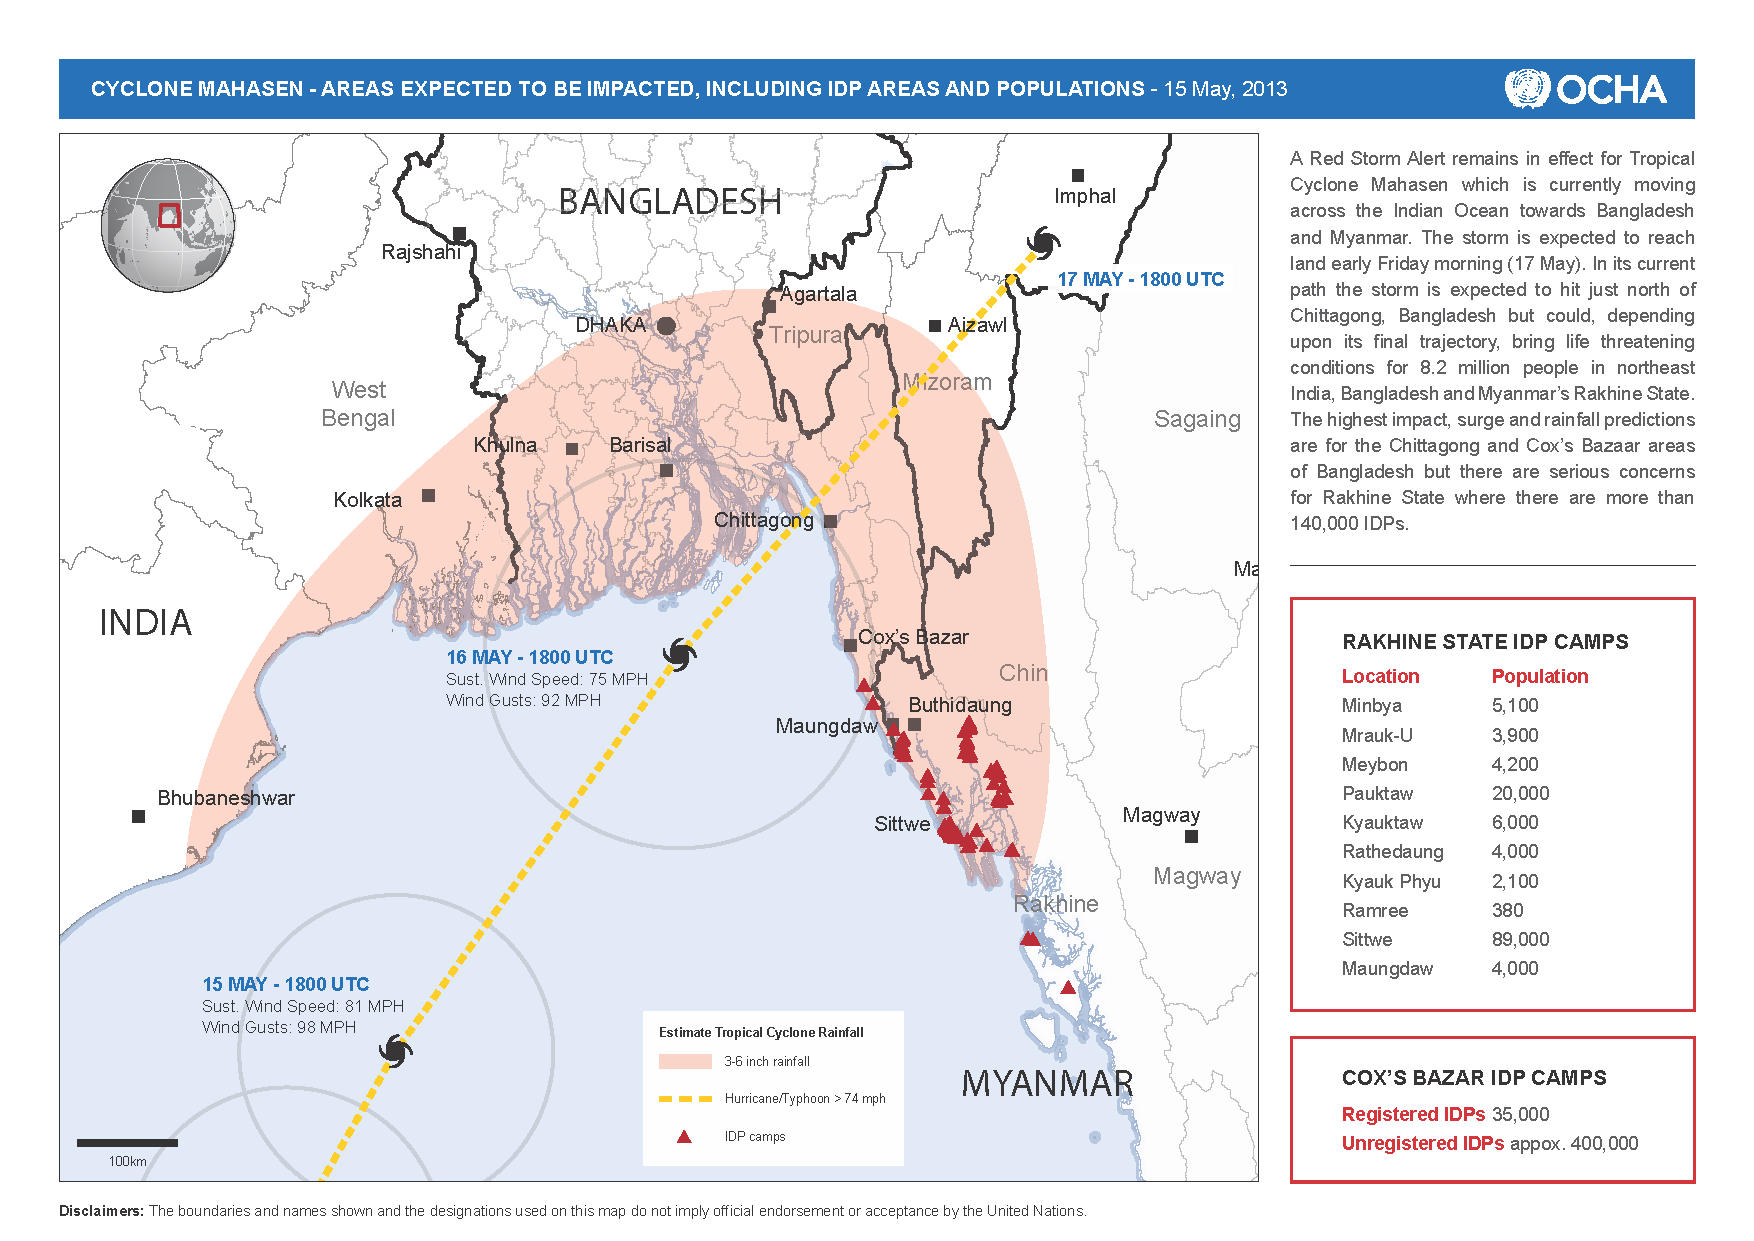 CYCLONE MAHASEN - AREAS EXPECTED TO BE IMPACTED, INCLUDING IDP AREAS AND POPULATIONS - 15 May, 2013
OCHA
BANGLADESH
Imphal
Rajshahi
17 MAY - 1800 UTC
Agartala
DHAKA
Tripura
Aizawl
West
Bengal
Mizoram
Sagaing
Khulna
Barisal
Kolkata
Chittagong
Ma
INDIA
Cox's Bazar
16 MAY - 1800 UTC
Sust. Wind Speed: 75 MPH
Wind Gusts: 92 MPH
Chin
Buthidaung
Maungdaw
Bhubaneshwar
Sittwe
Magway
Magway
Rakhine
15 MAY - 1800 UTC
Sust. Wind Speed: 81 MPH
Wind Gusts: 98 MPH
MYANMAR
Estimate Tropical Cyclone Rainfall
3-6 inch rainfall
Hurricane/Typhoon > 74 mph
IDP camps
100km
A Red Storm Alert remains in effect for Tropical
Cyclone Mahasen which is currently moving
across the Indian Ocean towards Bangladesh
and Myanmar. The storm is expected to reach
land early Friday morning (17 May). In its current
path the storm is expected to hit just north of
Chittagong, Bangladesh but could, depending
upon its final trajectory, bring life threatening
conditions for 8.2 million people in northeast
India, Bangladesh and Myanmar's Rakhine State.
The highest impact, surge and rainfall predictions
are for the Chittagong and Cox's Bazaar areas
of Bangladesh but there are serious concerns
for Rakhine State where there are more than
140,000 IDPs.
RAKHINE STATE IDP CAMPS
Location Population
Minbya 5,100
Mrauk-U 3,900
Meybon 4,200
Pauktaw 20,000
Kyauktaw 6,000
Rathedaung 4,000
Kyauk Phyu 2,100
Ramree 380
Sittwe 89,000
Maungdaw 4,000
COX'S BAZAR IDP CAMPS
Registered IDPs 35,000
Unregistered IDPs appox. 400,000
Disclaimers: The boundaries and names shown and the designations used on this map do not imply official endorsement or acceptance by the United Nations.